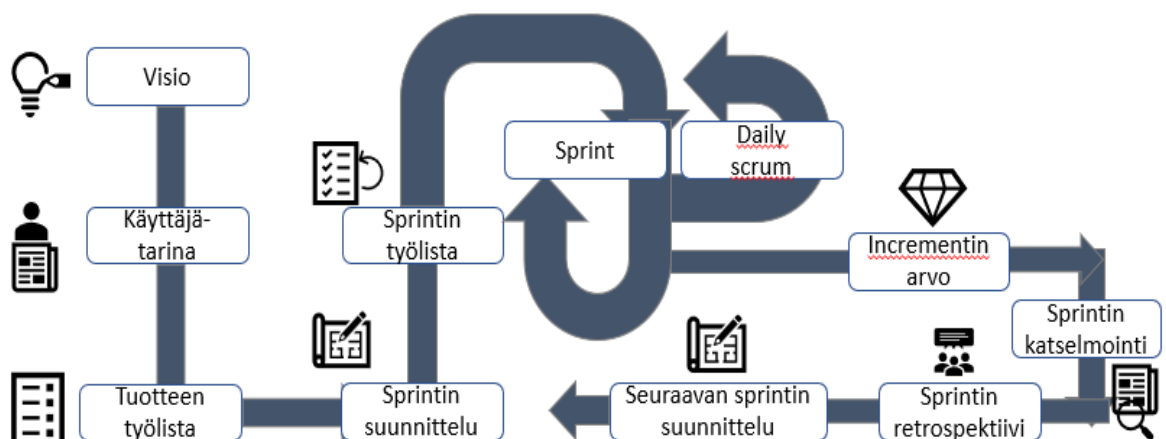 Visio
Käyttäjä-
tarina
Tuotteen
työlista
Sprintin
suunnittelu
Sprintin
työlista
Sprint
Daily
scrum
Incrementin
arvo
Sprintin
katselmointi
Sprintin
retrospektiivi
Seuraavan sprintin
suunnittelu